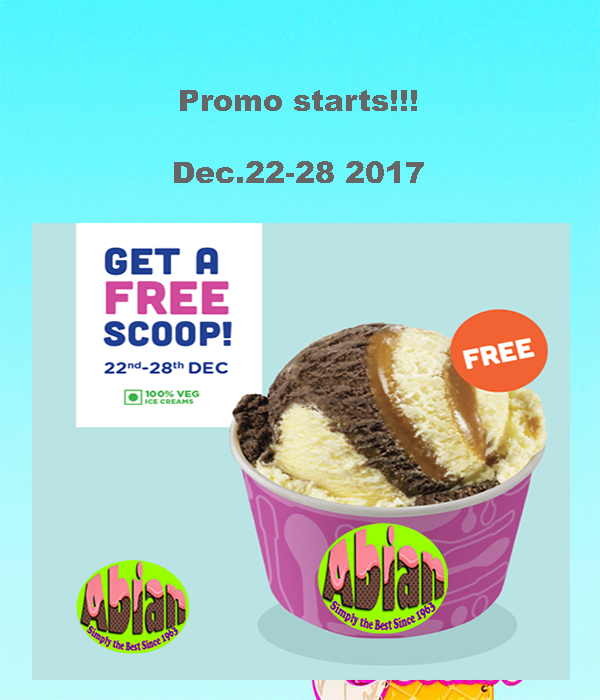 Promo starts!!!
Dec.22-28 2017
GET A
FREE
SCOOP!
22nd-28th DEC
100% VEG
ICE CREAMS
FREE
Abian
Simply the Best Since 1963
Abian
Simply the Best Since 1963